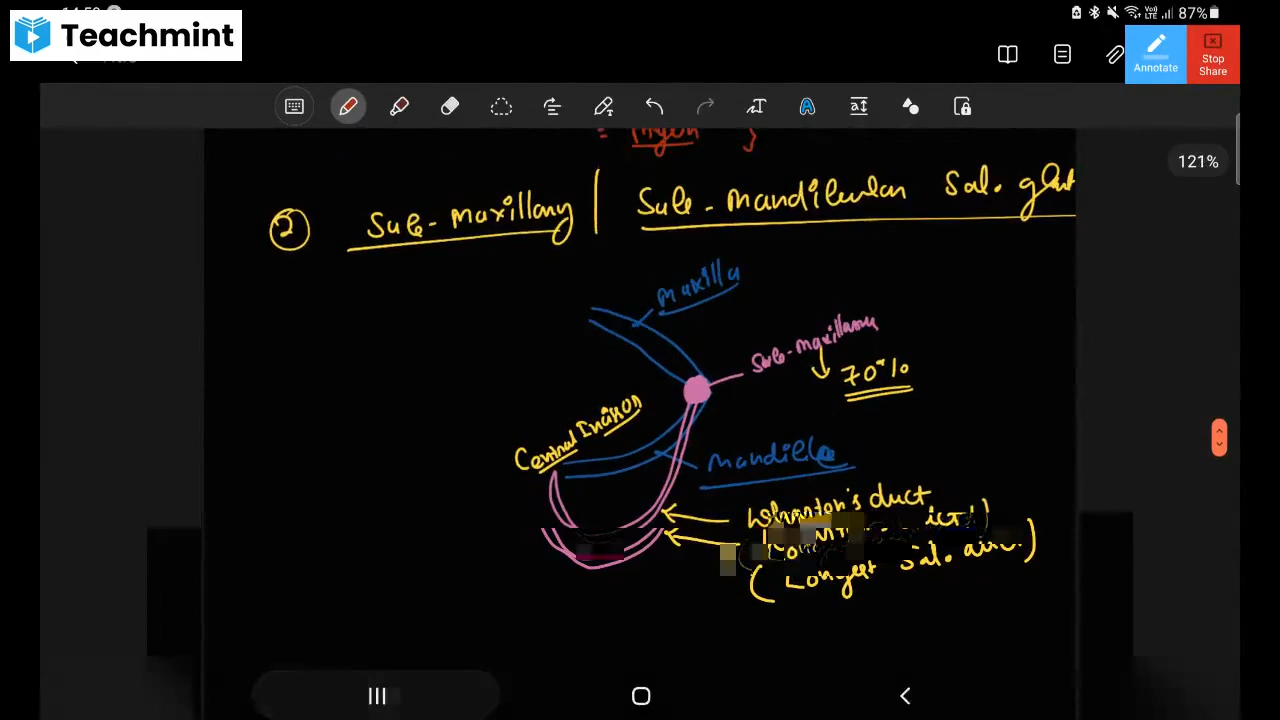 Teachmint
87%
Annotate
Stop
Share
121%
② Sub-Maxillary | Sub-Mandibular Sal. gla
Maxilla
Sub-Maxillary
70%
Central Incisor
Mandible
Wharton's duct
(Longest Sal. duct)